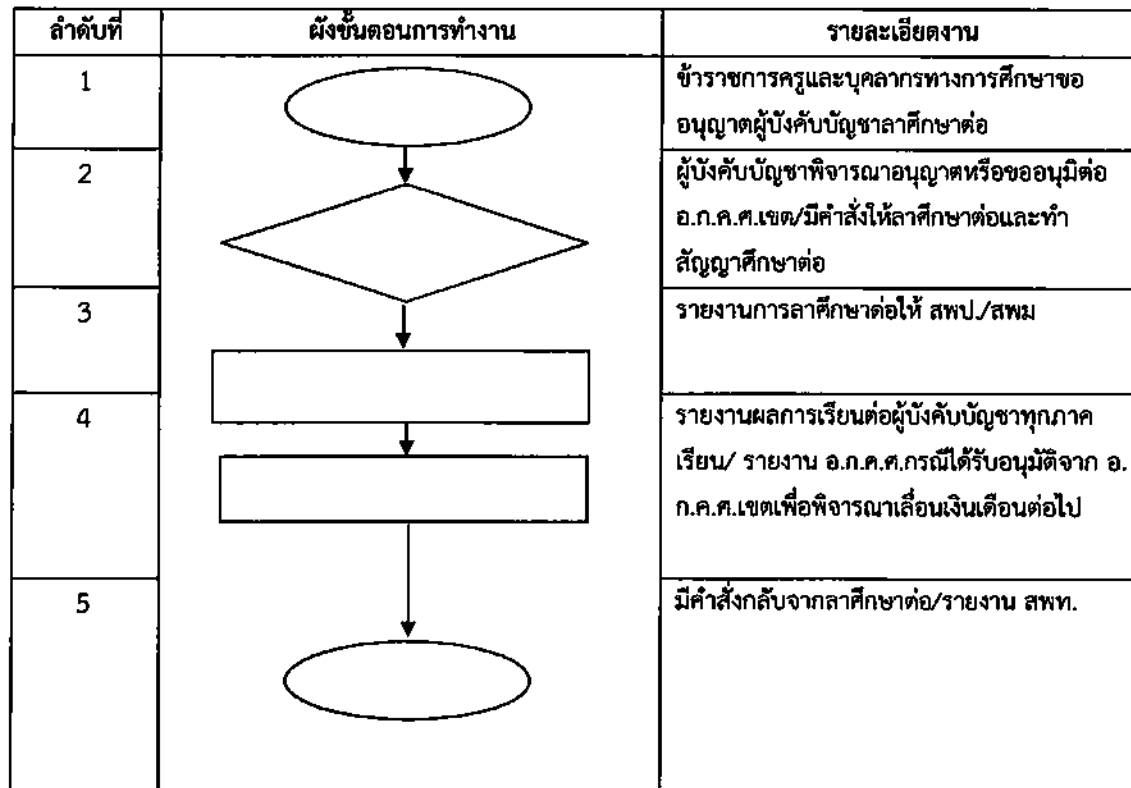 ลำดับที่ ผังขั้นตอนการทำงาน รายละเอียดงาน
1 ข้าราชการครูและบุคลากรทางการศึกษาขอ
อนุญาตผู้บังคับบัญชาลาศึกษาต่อ
2 ผู้บังคับบัญชาพิจารณาอนุญาตหรือขออนุมิต่อ
อ.ก.ค.ศ.เขต/มีคำสั่งให้ลาศึกษาต่อและทำ
สัญญาศึกษาต่อ
3 รายงานการลาศึกษาต่อให้ สพป./สพม
4 รายงานผลการเรียนต่อผู้บังคับบัญชาทุกภาค
เรียน/ รายงาน อ.ก.ค.ศ.กรณีได้รับอนุมัติจาก อ.
ก.ค.ศ.เขตเพื่อพิจารณาเลื่อนเงินเดือนต่อไป
5 มีคำสั่งกลับจากลาศึกษาต่อ/รายงาน สพท.